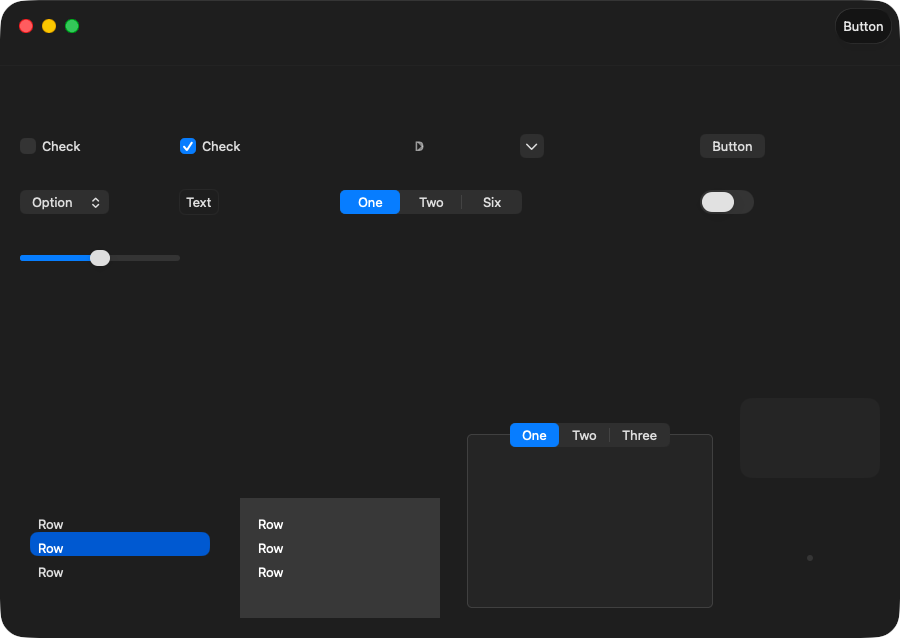 Button
Check Check D Button
Option Text One Two Six
One Two Three
Row Row
Row Row
Row Row